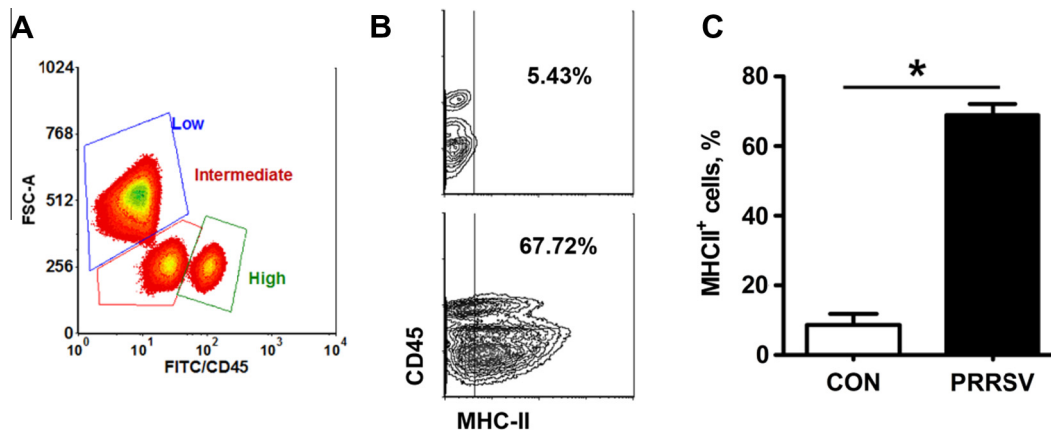 A
1024
768
512
256
0
FSC-A
Low
Intermediate
High
10^0
10^1
10^2
10^3
10^4
FITC/CD45
B
5.43%
67.72%
CD45
MHC-II
C
*
80
60
40
20
0
MHCII+ cells, %
CON
PRRSV